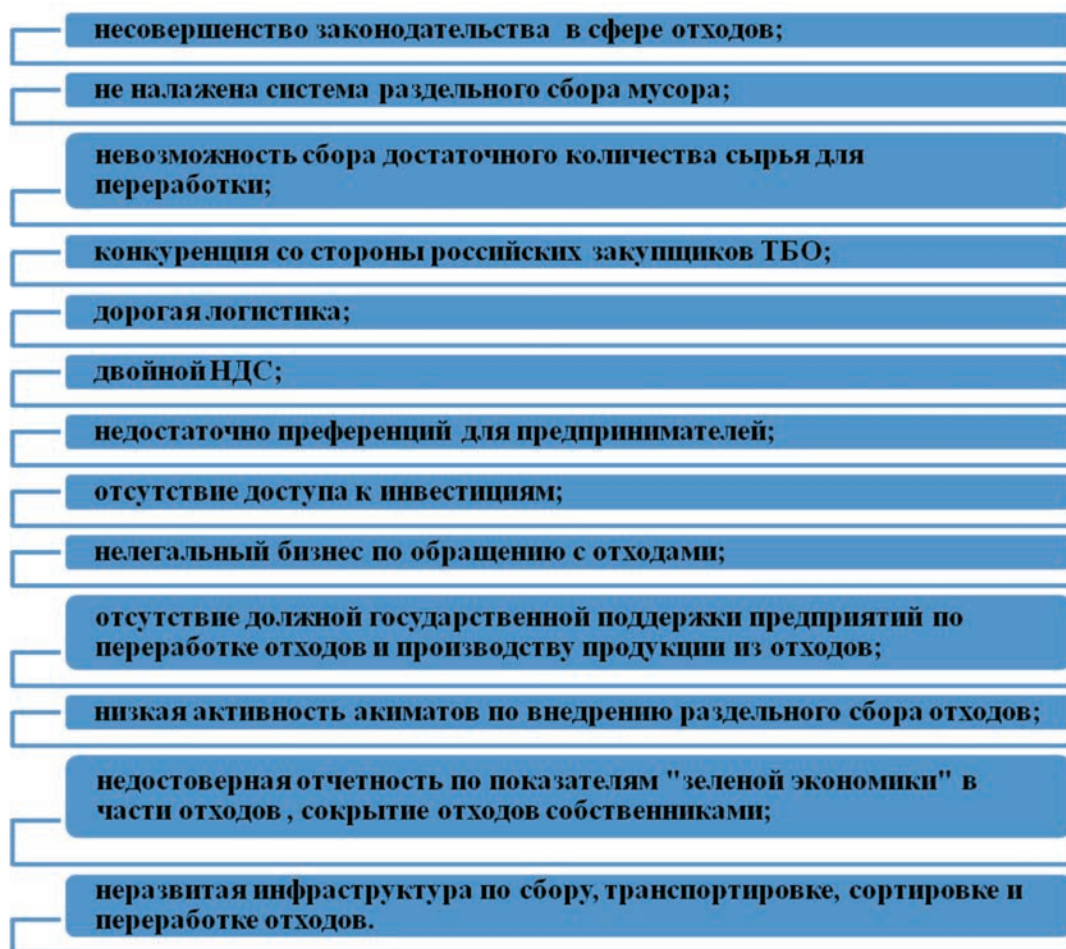 несовершенство законодательства в сфере отходов;
не налажена система раздельного сбора мусора;
невозможность сбора достаточного количества сырья для
переработки;
конкуренция со стороны российских закупщиков ТБО;
дорогая логистика;
двойной НДС;
недостаточно преференций для предпринимателей;
отсутствие доступа к инвестициям;
нелегальный бизнес по обращению с отходами;
отсутствие должной государственной поддержки предприятий по
переработке отходов и производству продукции из отходов;
низкая активность акиматов по внедрению раздельного сбора отходов;
недостоверная отчетность по показателям "зеленой экономики" в
части отходов , сокрытие отходов собственниками;
неразвитая инфраструктура по сбору, транспортировке, сортировке и
переработке отходов.